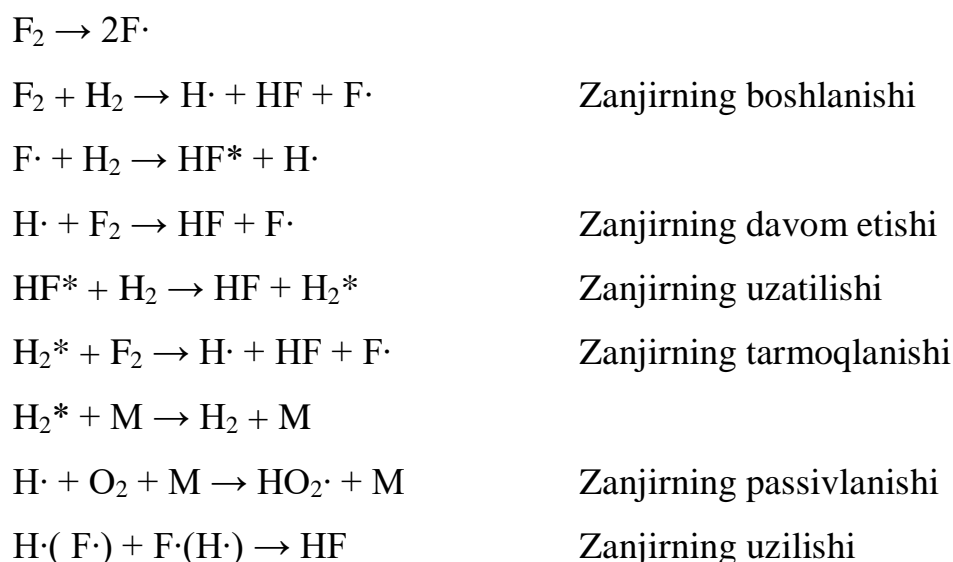 F₂ → 2F·
F₂ + H₂ → H· + HF + F· Zanjirning boshlanishi
F· + H₂ → HF* + H·
H· + F₂ → HF + F· Zanjirning davom etishi
HF* + H₂ → HF + H₂* Zanjirning uzatilishi
H₂* + F₂ → H· + HF + F· Zanjirning tarmoqlanishi
H₂* + M → H₂ + M
H· + O₂ + M → HO₂· + M Zanjirning passivlanishi
H·( F·) + F·(H·) → HF Zanjirning uzilishi